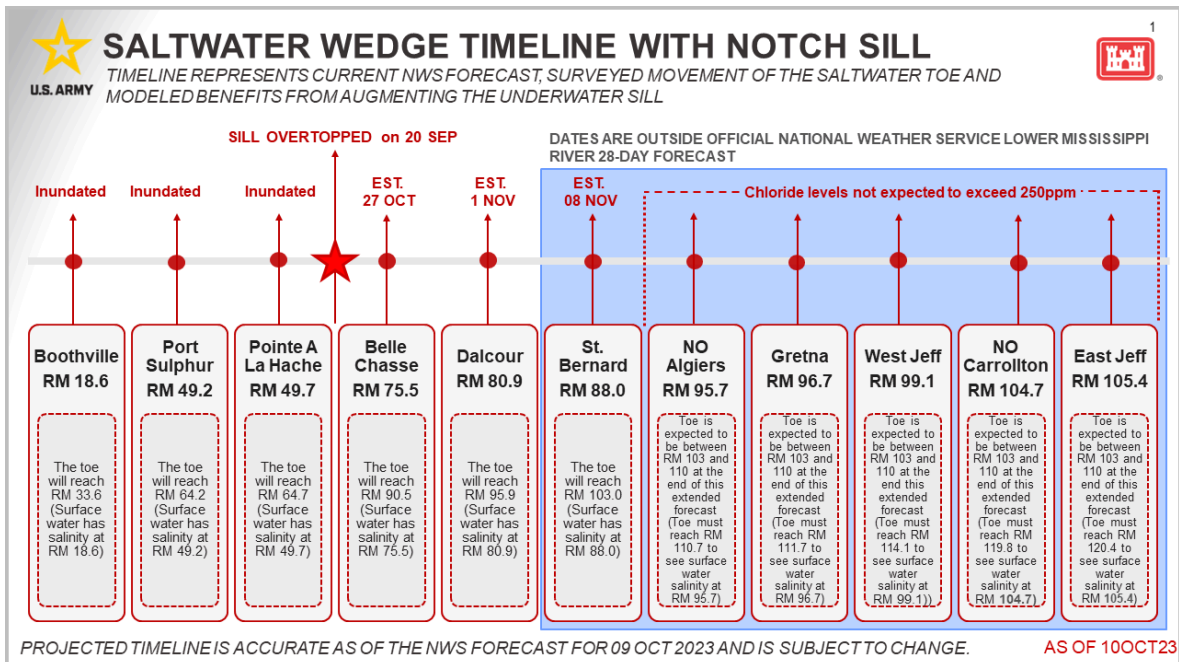 1
SALTWATER WEDGE TIMELINE WITH NOTCH SILL
TIMELINE REPRESENTS CURRENT NWS FORECAST, SURVEYED MOVEMENT OF THE SALTWATER TOE AND
MODELED BENEFITS FROM AUGMENTING THE UNDERWATER SILL
U.S. ARMY
®
SILL OVERTOPPED on 20 SEP
DATES ARE OUTSIDE OFFICIAL NATIONAL WEATHER SERVICE LOWER MISSISSIPPI
RIVER 28-DAY FORECAST
Inundated
Inundated
Inundated
EST.
27 OCT
EST.
1 NOV
EST.
08 NOV
Chloride levels not expected to exceed 250ppm
Boothville
RM 18.6
The toe
will reach
RM 33.6
(Surface
water has
salinity at
RM 18.6)
Port
Sulphur
RM 49.2
The toe
will reach
RM 64.2
(Surface
water has
salinity at
RM 49.2)
Pointe A
La Hache
RM 49.7
The toe
will reach
RM 64.7
(Surface
water has
salinity at
RM 49.7)
Belle
Chasse
RM 75.5
The toe
will reach
RM 90.5
(Surface
water has
salinity at
RM 75.5)
Dalcour
RM 80.9
The toe
will reach
RM 95.9
(Surface
water has
salinity at
RM 80.9)
St.
Bernard
RM 88.0
The toe
will reach
RM 103.0
(Surface
water has
salinity at
RM 88.0)
NO
Algiers
RM 95.7
Toe is
expected to
be between
RM 103 and
110 at the
end of this
extended
forecast
(Toe must
reach RM
110.7 to
see surface
water
salinity at
RM 95.7)
Gretna
RM 96.7
Toe is
expected to
be between
RM 103 and
110 at the
end of this
extended
forecast
(Toe must
reach RM
111.7 to
see surface
water
salinity at
RM 96.7)
West Jeff
RM 99.1
Toe is
expected to
be between
RM 103 and
110 at the
end this
extended
forecast
(Toe must
reach RM
114.1 to
see surface
water
salinity at
RM 99.1))
NO
Carrollton
RM 104.7
Toe is
expected to
be between
RM 103 and
110 at the
end of this
extended
forecast
(Toe must
reach RM
119.8 to
see surface
water
salinity at
RM 104.7)
East Jeff
RM 105.4
Toe is
expected to
be between
RM 103 and
110 at the
end of this
extended
forecast
(Toe must
reach RM
120.4 to
see surface
water
salinity at
RM 105.4)
PROJECTED TIMELINE IS ACCURATE AS OF THE NWS FORECAST FOR 09 OCT 2023 AND IS SUBJECT TO CHANGE.
AS OF 10OCT23